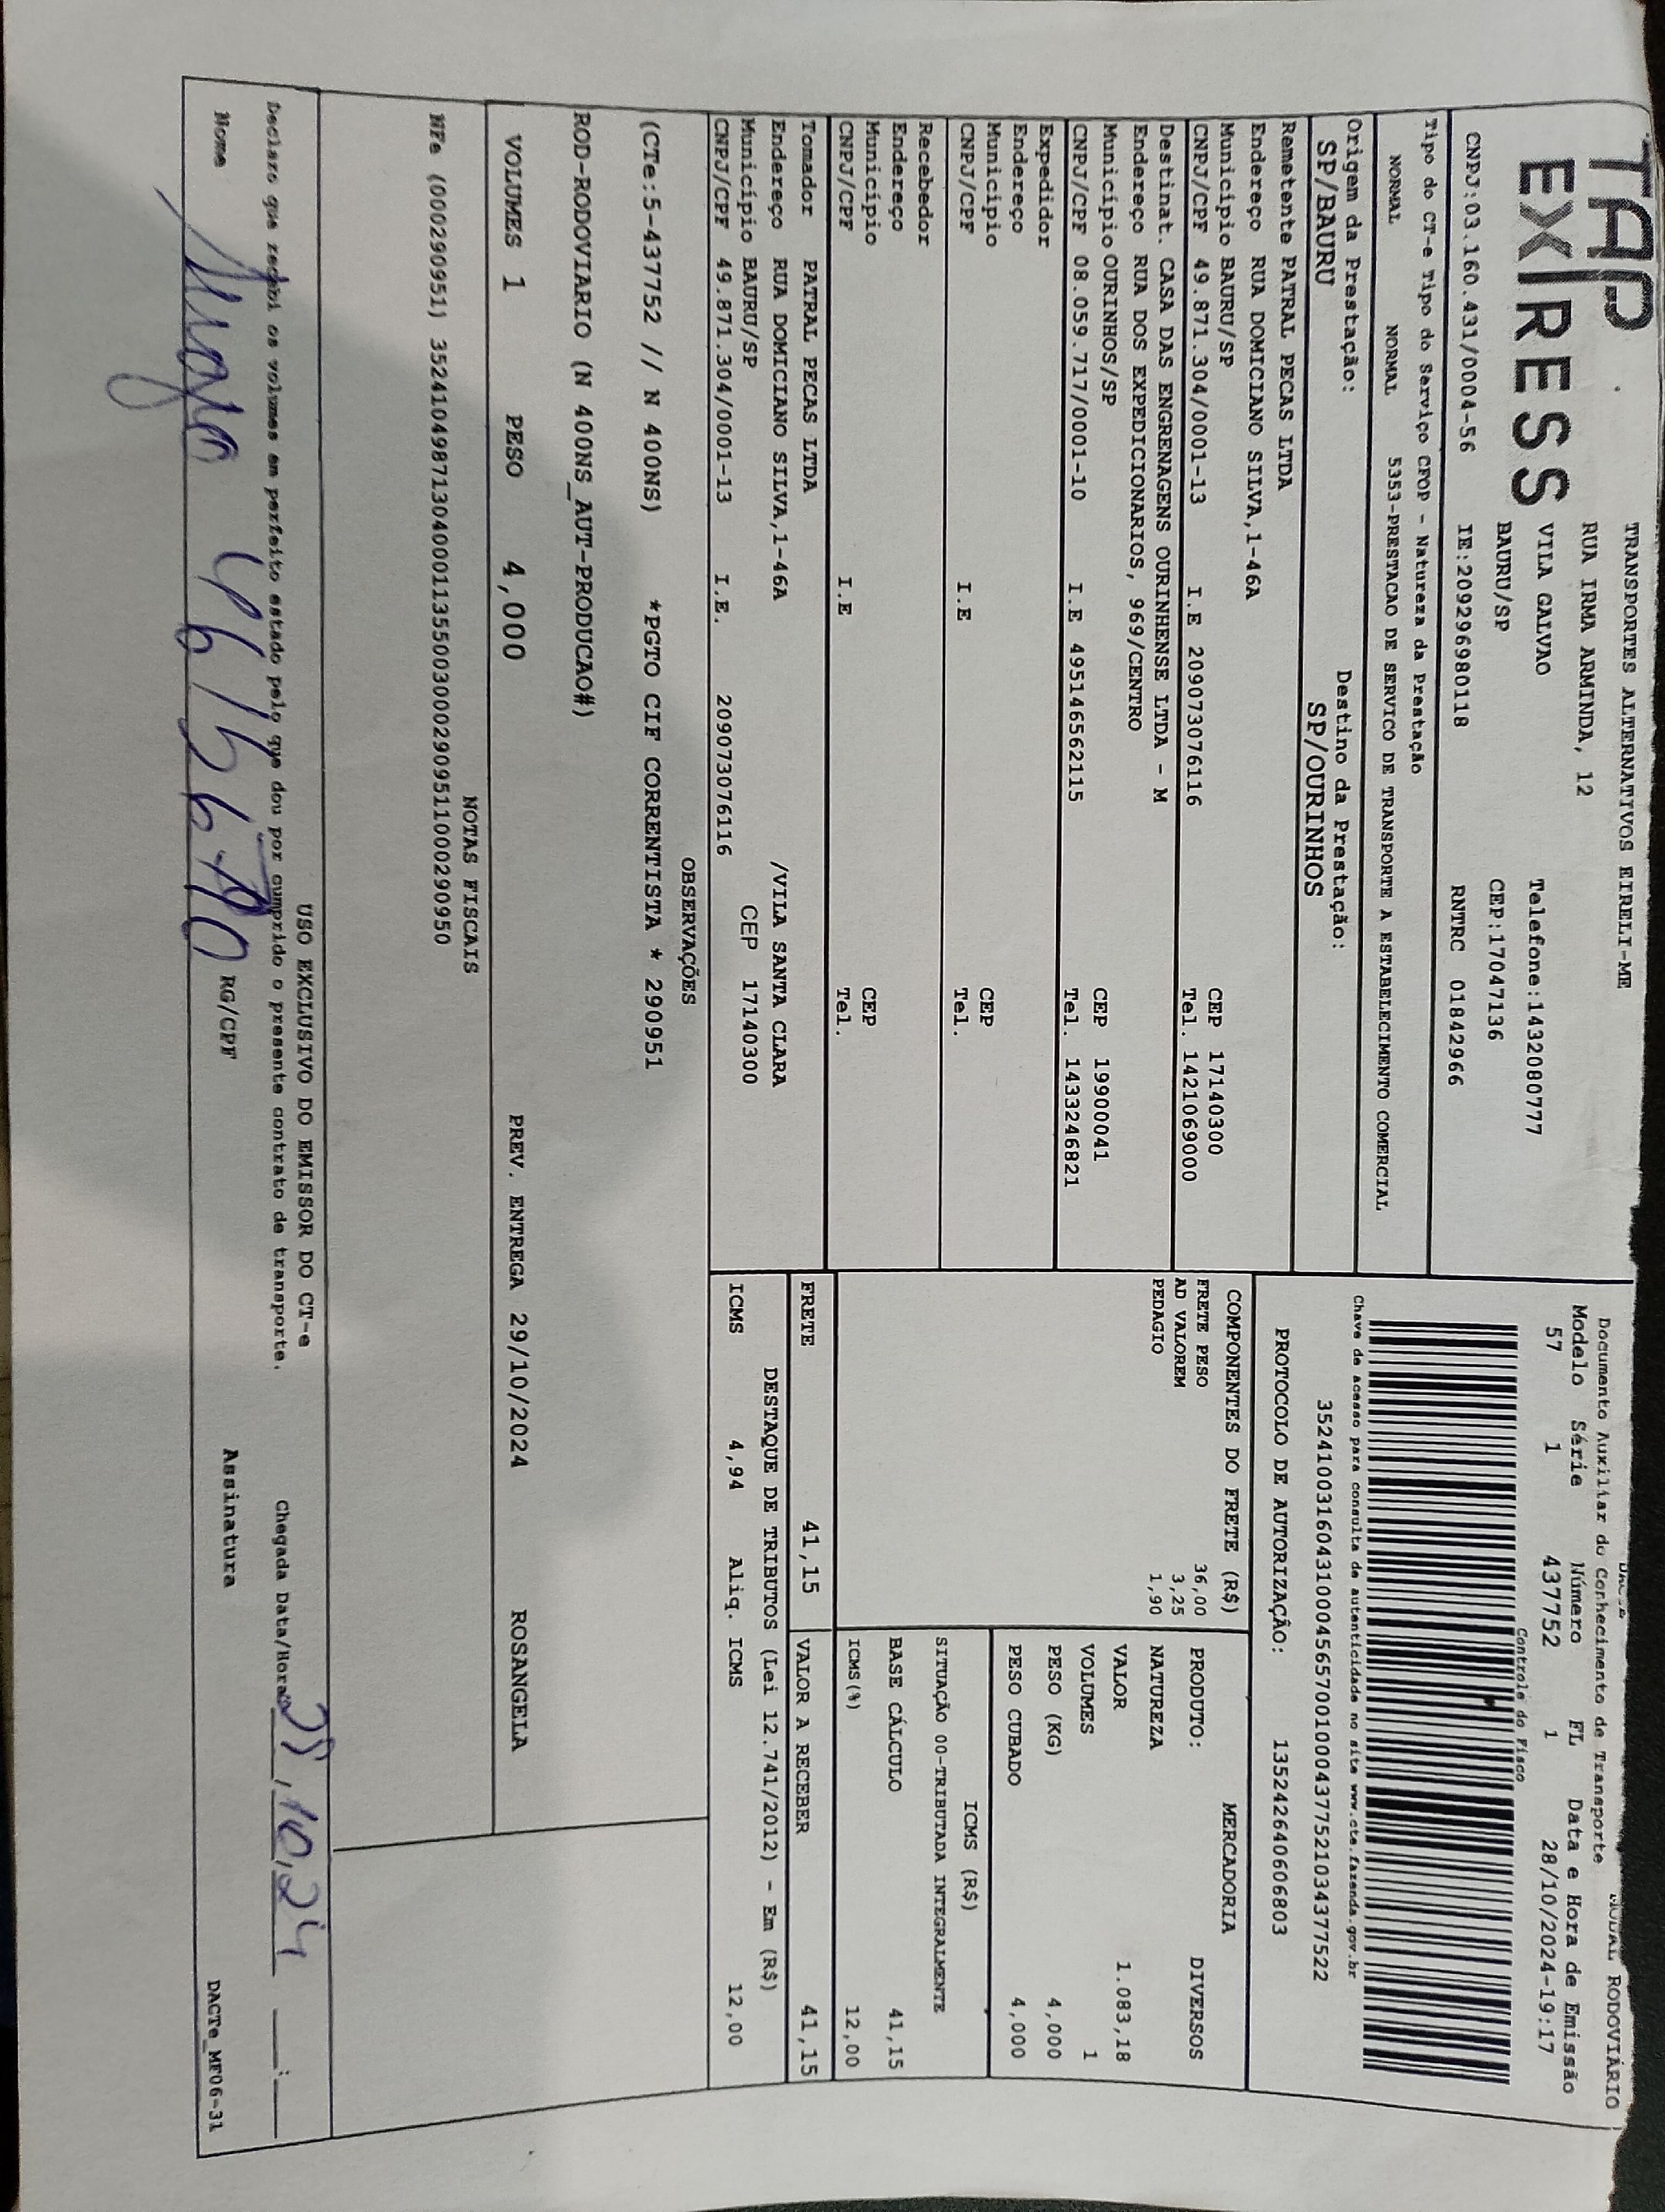 TAP
EXPRESS
TRANSPORTES ALTERNATIVOS EIRELI-ME
RUA IRMA ARMINDA, 12
VILA GALVAO Telefone:1432080777
BAURU/SP CEP:17047136
CNPJ:03.160.431/0004-56 IE:209296980118 RNTRC 01842966
MODAL RODOVIÁRIO
Documento Auxiliar do Conhecimento de Transporte
Modelo Série Número FL Data e Hora de Emissão
57 1 437752 1 28/10/2024-19:17
Controle do Fisco
Tipo do CT-e Tipo do Serviço CFOP - Natureza da Prestação
NORMAL NORMAL 5353-PRESTACAO DE SERVICO DE TRANSPORTE A ESTABELECIMENTO COMERCIAL
Chave de acesso para consulta de autenticidade no site www.cte.fazenda.gov.br
35241003160431000456570010004377521034377522
Origem da Prestação: Destino da Prestação:
SP/BAURU SP/OURINHOS
PROTOCOLO DE AUTORIZAÇÃO: 135242640606803
Remetente PATRAL PECAS LTDA
Endereço RUA DOMICIANO SILVA,1-46A
Município BAURU/SP CEP 17140300
CNPJ/CPF 49.871.304/0001-13 I.E 209073076116 Tel. 1421069000
Destinat. CASA DAS ENGRENAGENS OURINHENSE LTDA - M
Endereço RUA DOS EXPEDICIONARIOS, 969/CENTRO
Município OURINHOS/SP CEP 19900041
CNPJ/CPF 08.059.717/0001-10 I.E 495146562115 Tel. 1433246821
Expedidor
Endereço
Município CEP
CNPJ/CPF I.E Tel.
Recebedor
Endereço
Município CEP
CNPJ/CPF I.E Tel.
Tomador PATRAL PECAS LTDA
Endereço RUA DOMICIANO SILVA,1-46A /VILA SANTA CLARA
Município BAURU/SP CEP 17140300
CNPJ/CPF 49.871.304/0001-13 I.E. 209073076116
COMPONENTES DO FRETE (R$)
FRETE PESO 36,00
AD VALOREM 3,25
PEDAGIO 1,90
MERCADORIA
PRODUTO: DIVERSOS
NATUREZA
VALOR 1.083,18
VOLUMES 1
PESO (KG) 4,000
PESO CUBADO 4,000
ICMS (R$)
SITUAÇÃO 00-TRIBUTADA INTEGRALMENTE
BASE CÁLCULO 41,15
ICMS(%) 12,00
FRETE 41,15 VALOR A RECEBER 41,15
DESTAQUE DE TRIBUTOS (Lei 12.741/2012) - Em (R$)
ICMS 4,94 Aliq. ICMS 12,00
OBSERVAÇÕES
(CTe:5-437752 // N 400NS) *PGTO CIF CORRENTISTA * 290951
ROD-RODOVIARIO (N 400NS_AUT-PRODUCAO#)
VOLUMES 1 PESO 4,000 PREV. ENTREGA 29/10/2024 ROSANGELA
NOTAS FISCAIS
NFe (000290951) 35241049871304000113550030002909511000290950
USO EXCLUSIVO DO EMISSOR DO CT-e
Declaro que recebi os volumes em perfeito estado pelo que dou por cumprido o presente contrato de transporte. Chegada Data/Hora 29/10/24 __:__
Nome RG/CPF Assinatura
DACTe_MF06-31